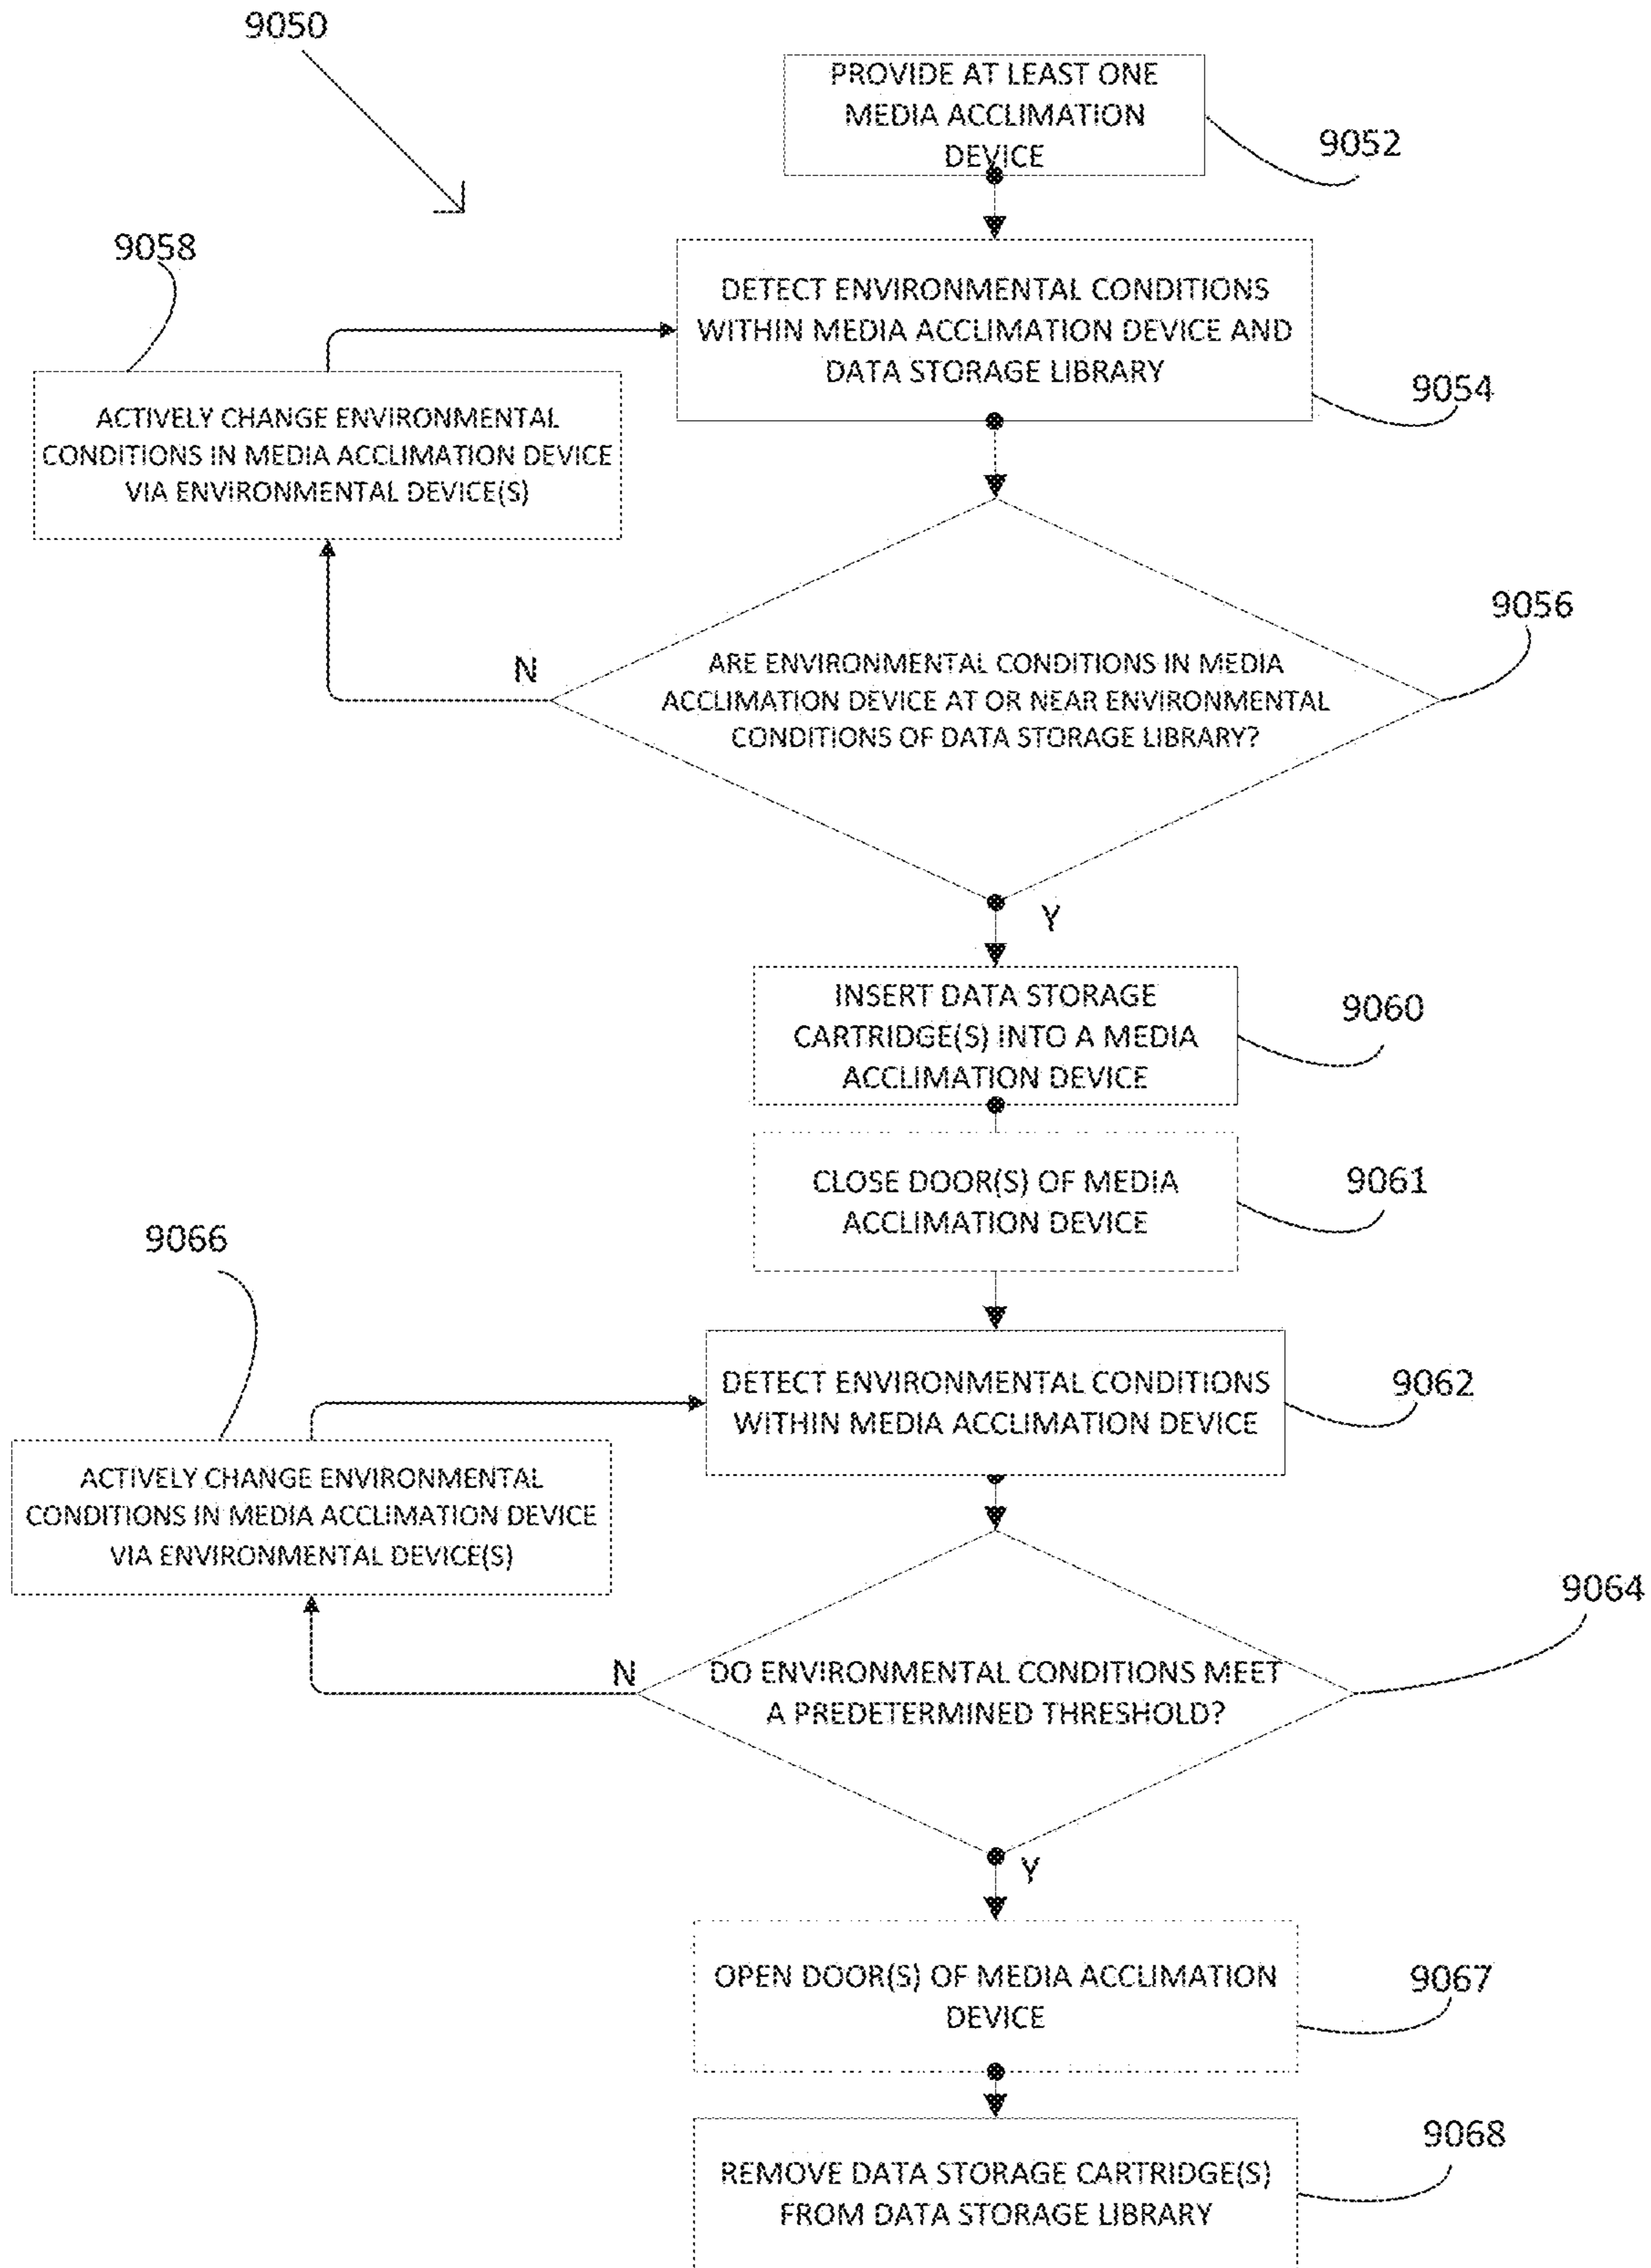 9050
PROVIDE AT LEAST ONE
MEDIA ACCLIMATION
DEVICE
9052
9058
DETECT ENVIRONMENTAL CONDITIONS
WITHIN MEDIA ACCLIMATION DEVICE AND
DATA STORAGE LIBRARY
9054
ACTIVELY CHANGE ENVIRONMENTAL
CONDITIONS IN MEDIA ACCLIMATION DEVICE
VIA ENVIRONMENTAL DEVICE(S)
9056
N
ARE ENVIRONMENTAL CONDITIONS IN MEDIA
ACCLIMATION DEVICE AT OR NEAR ENVIRONMENTAL
CONDITIONS OF DATA STORAGE LIBRARY?
Y
INSERT DATA STORAGE
CARTRIDGE(S) INTO A MEDIA
ACCLIMATION DEVICE
9060
CLOSE DOOR(S) OF MEDIA
ACCLIMATION DEVICE
9061
9066
DETECT ENVIRONMENTAL CONDITIONS
WITHIN MEDIA ACCLIMATION DEVICE
9062
ACTIVELY CHANGE ENVIRONMENTAL
CONDITIONS IN MEDIA ACCLIMATION DEVICE
VIA ENVIRONMENTAL DEVICE(S)
9064
N
DO ENVIRONMENTAL CONDITIONS MEET
A PREDETERMINED THRESHOLD?
Y
OPEN DOOR(S) OF MEDIA ACCLIMATION
DEVICE
9067
REMOVE DATA STORAGE CARTRIDGE(S)
FROM DATA STORAGE LIBRARY
9068